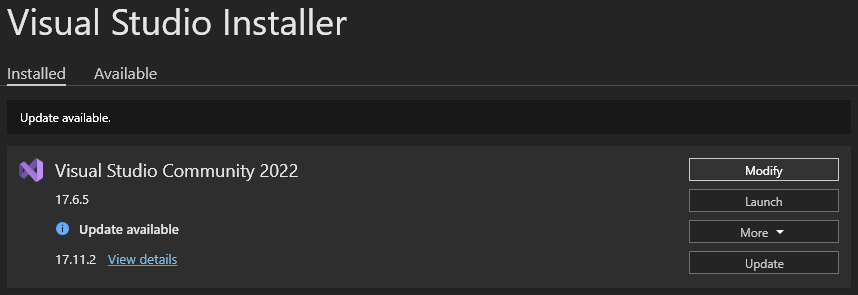 Visual Studio Installer
Installed Available
Update available.
Visual Studio Community 2022
Modify
17.6.5
Launch
Update available
More
17.11.2 View details
Update